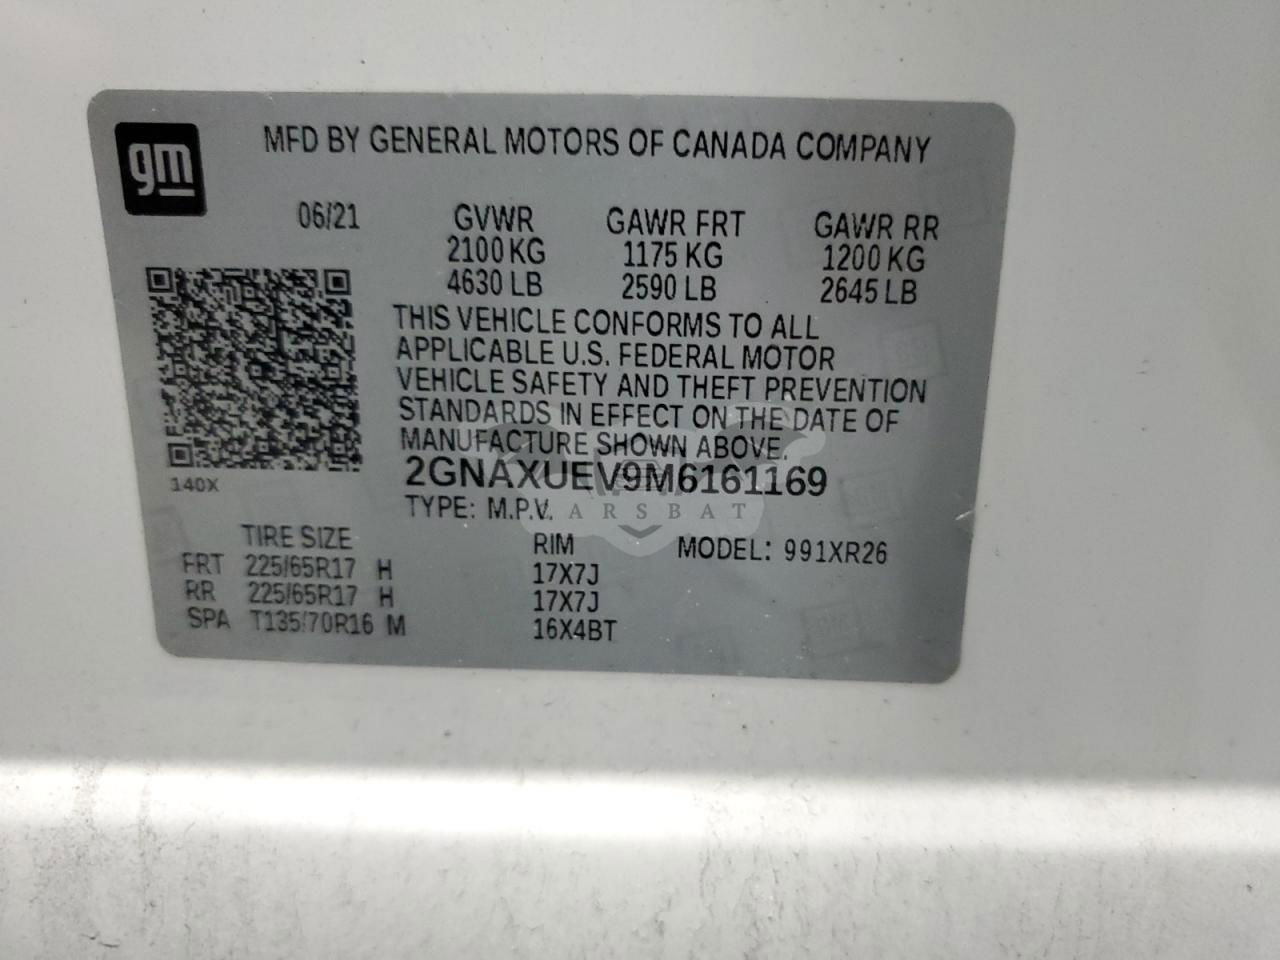 gm
MFD BY GENERAL MOTORS OF CANADA COMPANY
06/21 GVWR GAWR FRT GAWR RR
2100 KG 1175 KG 1200 KG
4630 LB 2590 LB 2645 LB
THIS VEHICLE CONFORMS TO ALL
APPLICABLE U.S. FEDERAL MOTOR
VEHICLE SAFETY AND THEFT PREVENTION
STANDARDS IN EFFECT ON THE DATE OF
MANUFACTURE SHOWN ABOVE.
140X
2GNAXUEV9M6161169
TYPE: M.P.V.
CARSBAT
TIRE SIZE RIM MODEL: 991XR26
FRT 225/65R17 H 17X7J
RR 225/65R17 H 17X7J
SPA T135/70R16 M 16X4BT